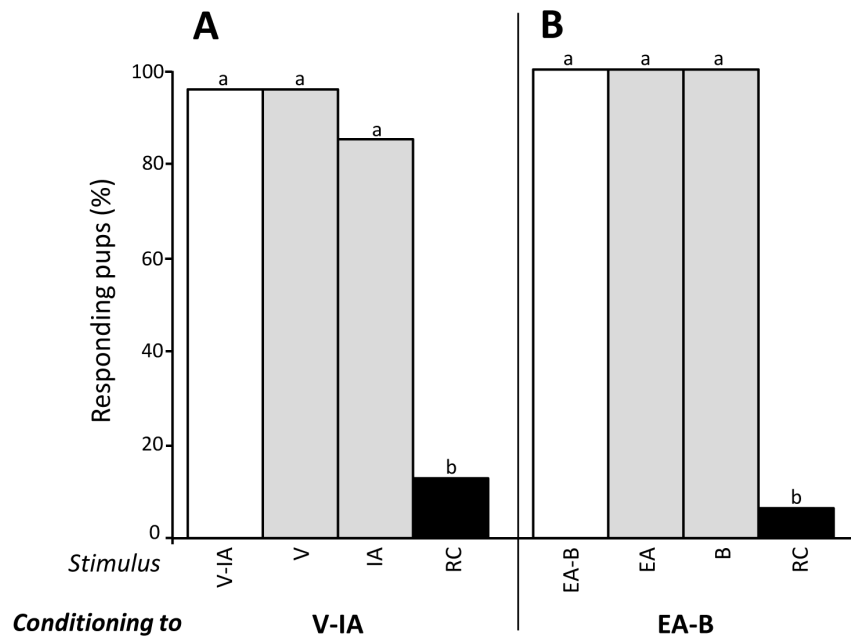 A B
Responding pups (%)
100
80
60
40
20
0
a a a b
a a a b
Stimulus V-IA V IA RC EA-B EA B RC
Conditioning to V-IA EA-B